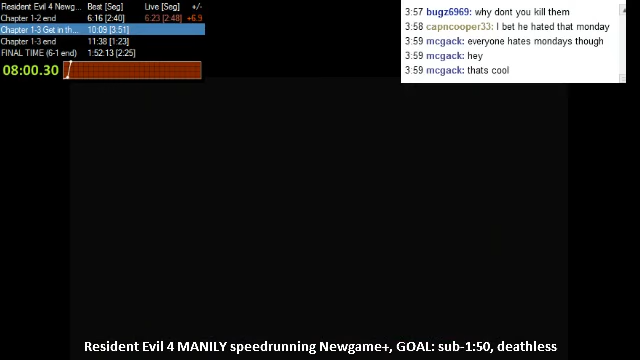 Resident Evil 4 Newg... Best [Seg] Live [Seg] +/-
Chapter 1-2 end 6:16 [2:40] 6:23 [2:48] +6.9
Chapter 1-3 Get in th... 10:09 [3:51]
Chapter 1-3 end 11:38 [1:23]
FINAL TIME (6-1 end) 1:52:13 [2:25]
08:00.30
3:57 bugz6969: why dont you kill them
3:58 capncooper33: I bet he hated that monday
3:59 mcgack: everyone hates mondays though
3:59 mcgack: hey
3:59 mcgack: thats cool
Resident Evil 4 MANILY speedrunning Newgame+, GOAL: sub-1:50, deathless